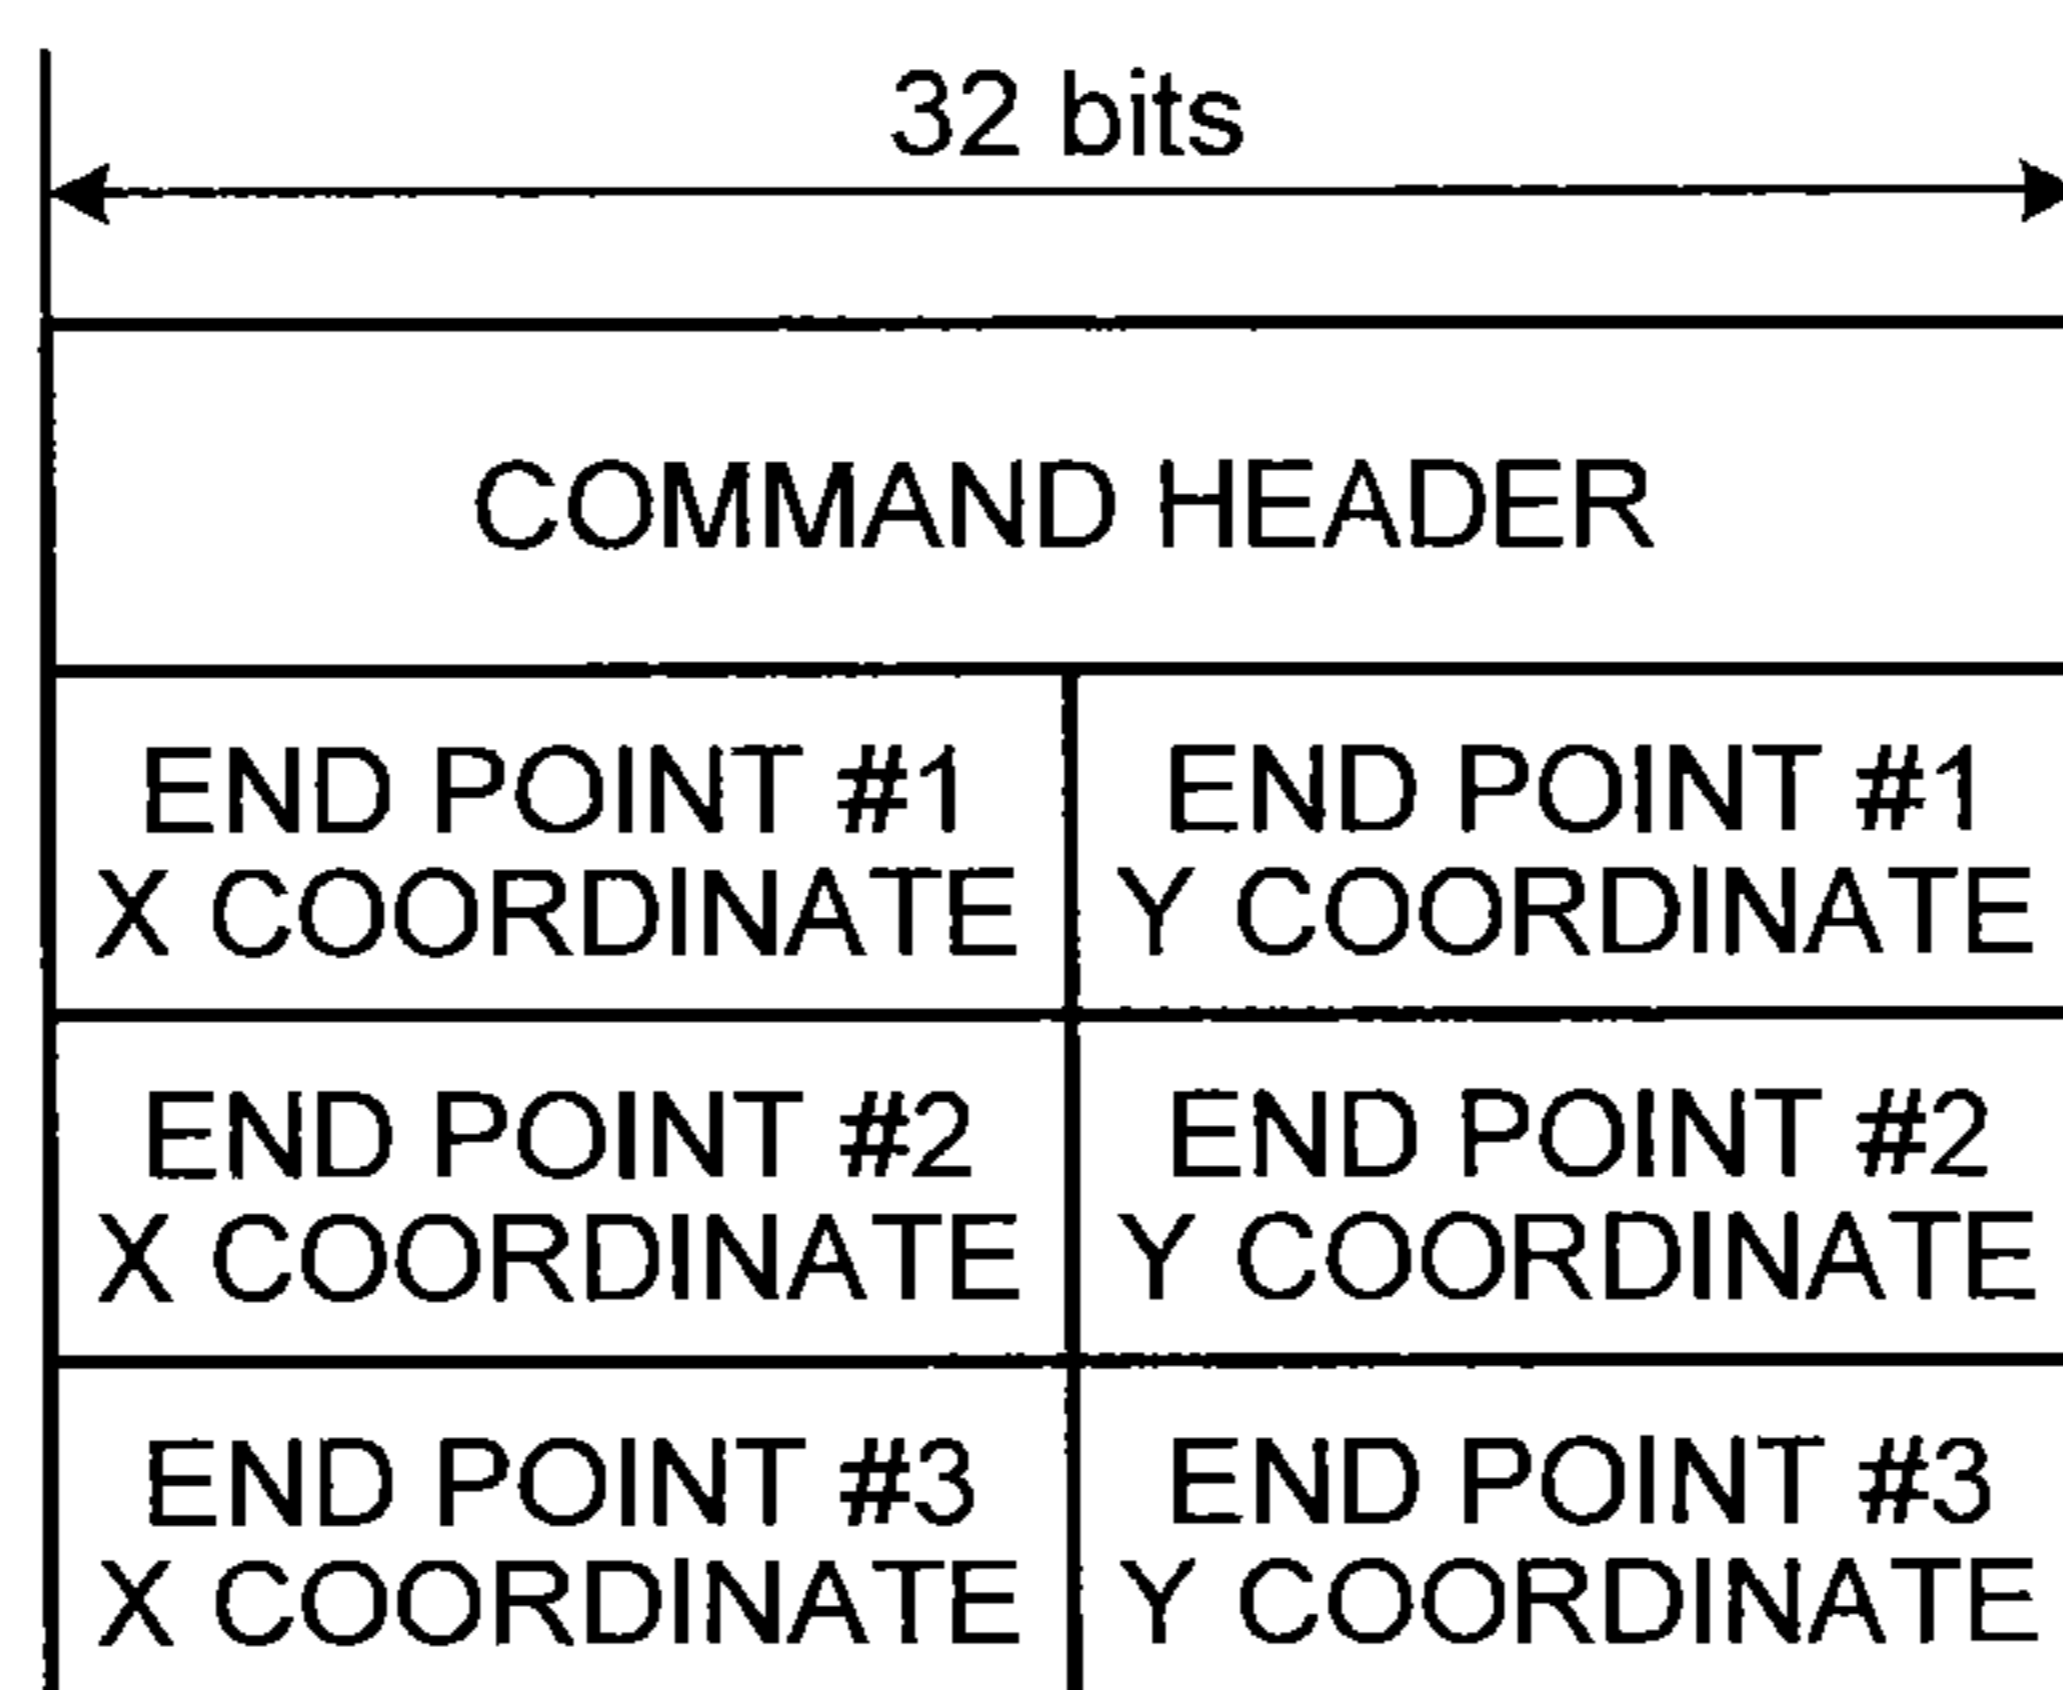 32 bits
COMMAND HEADER
END POINT #1
X COORDINATE
END POINT #1
Y COORDINATE
END POINT #2
X COORDINATE
END POINT #2
Y COORDINATE
END POINT #3
X COORDINATE
END POINT #3
Y COORDINATE